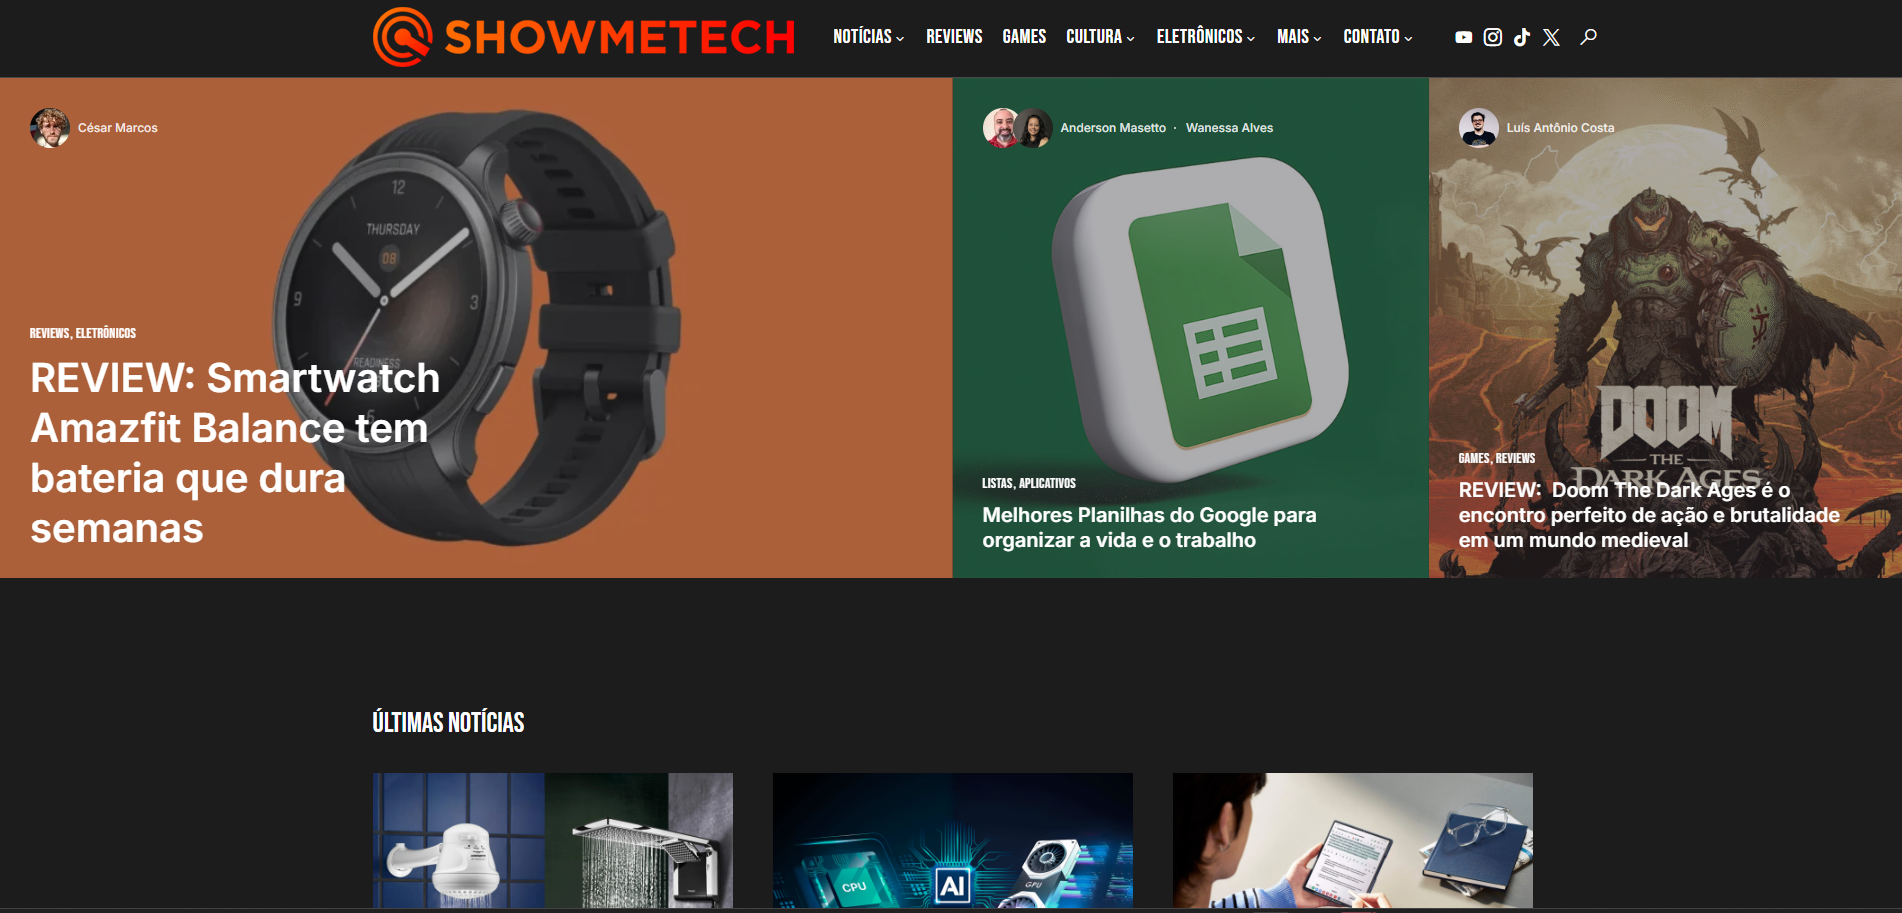 SHOWMETECH
NOTÍCIAS
REVIEWS
GAMES
CULTURA
ELETRÔNICOS
MAIS
CONTATO
César Marcos
12
THURSDAY
08
9
3
READINESS
6
REVIEWS, ELETRÔNICOS
REVIEW: Smartwatch
Amazfit Balance tem
bateria que dura
semanas
Anderson Masetto · Wanessa Alves
LISTAS, APLICATIVOS
Melhores Planilhas do Google para
organizar a vida e o trabalho
Luís Antônio Costa
DOOM
THE
DARK AGES
GAMES, REVIEWS
REVIEW: Doom The Dark Ages é o
encontro perfeito de ação e brutalidade
em um mundo medieval
ÚLTIMAS NOTÍCIAS
CPU
AI
GPU